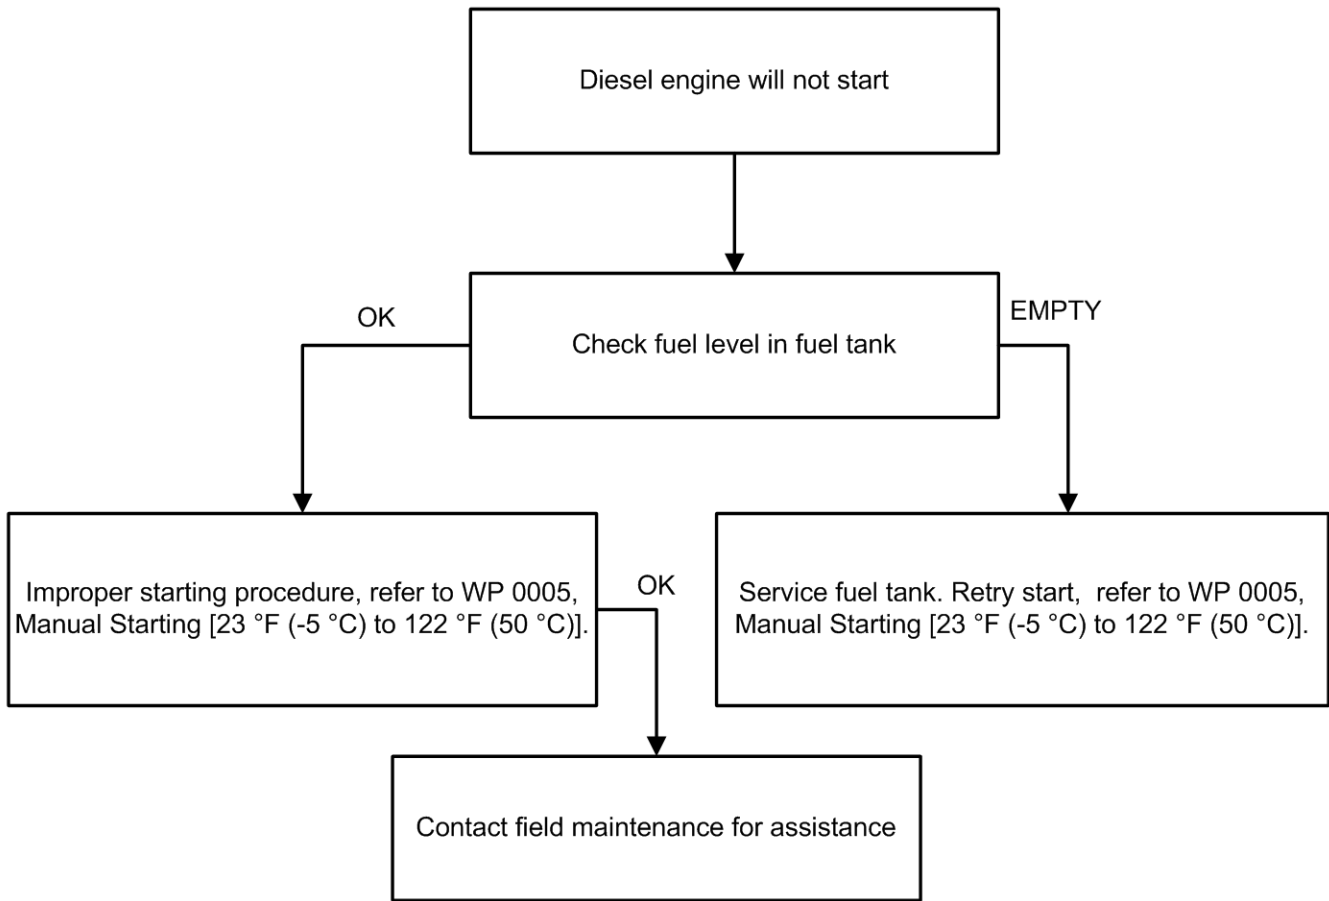 Diesel engine will not start
OK
EMPTY
Check fuel level in fuel tank
Improper starting procedure, refer to WP 0005,
Manual Starting [23 °F (-5 °C) to 122 °F (50 °C)].
OK
Service fuel tank. Retry start,  refer to WP 0005,
Manual Starting [23 °F (-5 °C) to 122 °F (50 °C)].
Contact field maintenance for assistance